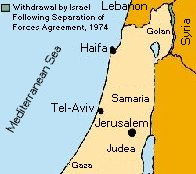 Withdrawal by Israel
Following Separation of
Forces Agreement, 1974
Lebanon
Golan
Syria
Haifa
Mediterranean Sea
Tel-Aviv
Samaria
Jerusalem
Judea
Gaza